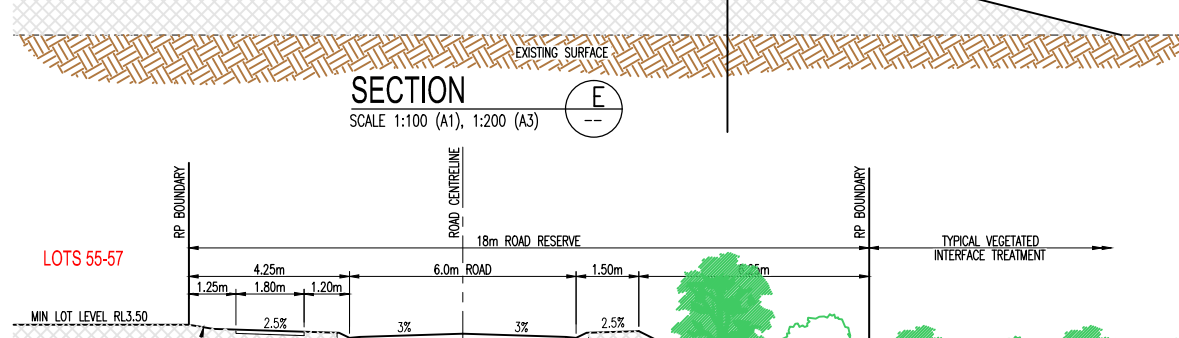 EXISTING SURFACE
SECTION
E
--
SCALE 1:100 (A1), 1:200 (A3)
RP BOUNDARY
ROAD CENTRELINE
RP BOUNDARY
18m ROAD RESERVE
TYPICAL VEGETATED
INTERFACE TREATMENT
LOTS 55-57
4.25m
6.0m ROAD
1.50m
1.25m
1.80m
1.20m
MIN LOT LEVEL RL3.50
2.5%
3%
3%
2.5%